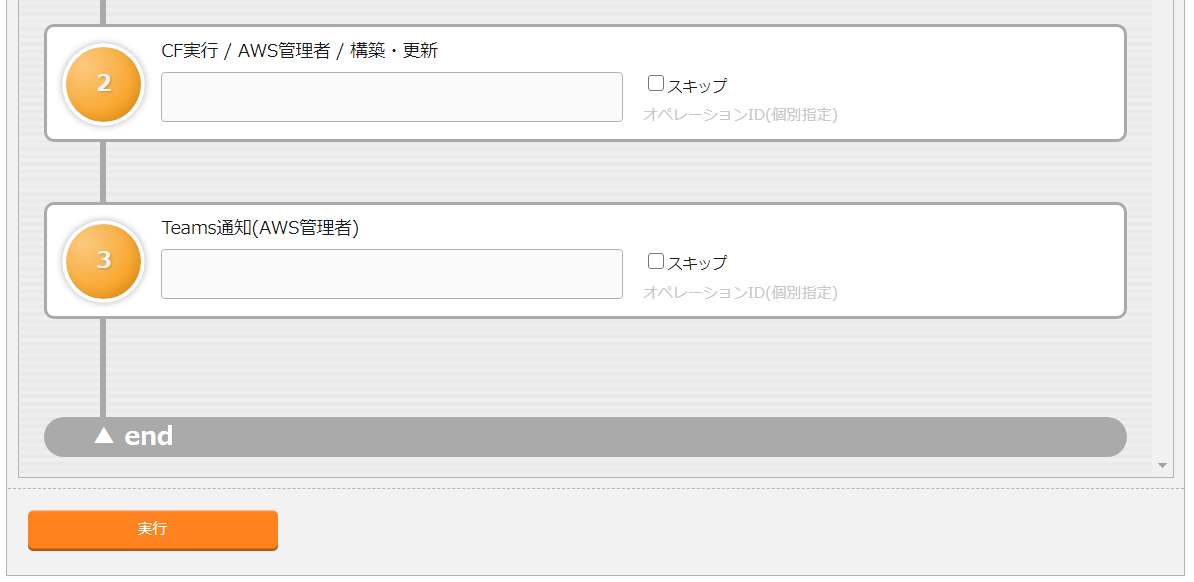 2
CF実行 / AWS管理者 / 構築・更新
スキップ
オペレーションID(個別指定)
3
Teams通知(AWS管理者)
スキップ
オペレーションID(個別指定)
▲ end
実行